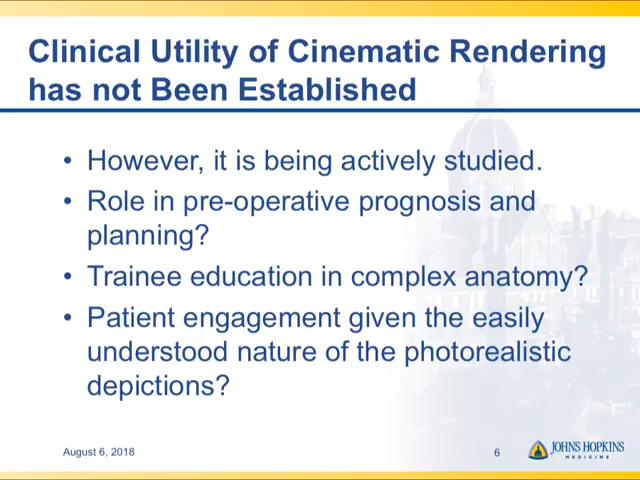 Clinical Utility of Cinematic Rendering
has not Been Established
• However, it is being actively studied.
• Role in pre-operative prognosis and
planning?
• Trainee education in complex anatomy?
• Patient engagement given the easily
understood nature of the photorealistic
depictions?
August 6, 2018
6
JOHNS HOPKINS
MEDICINE